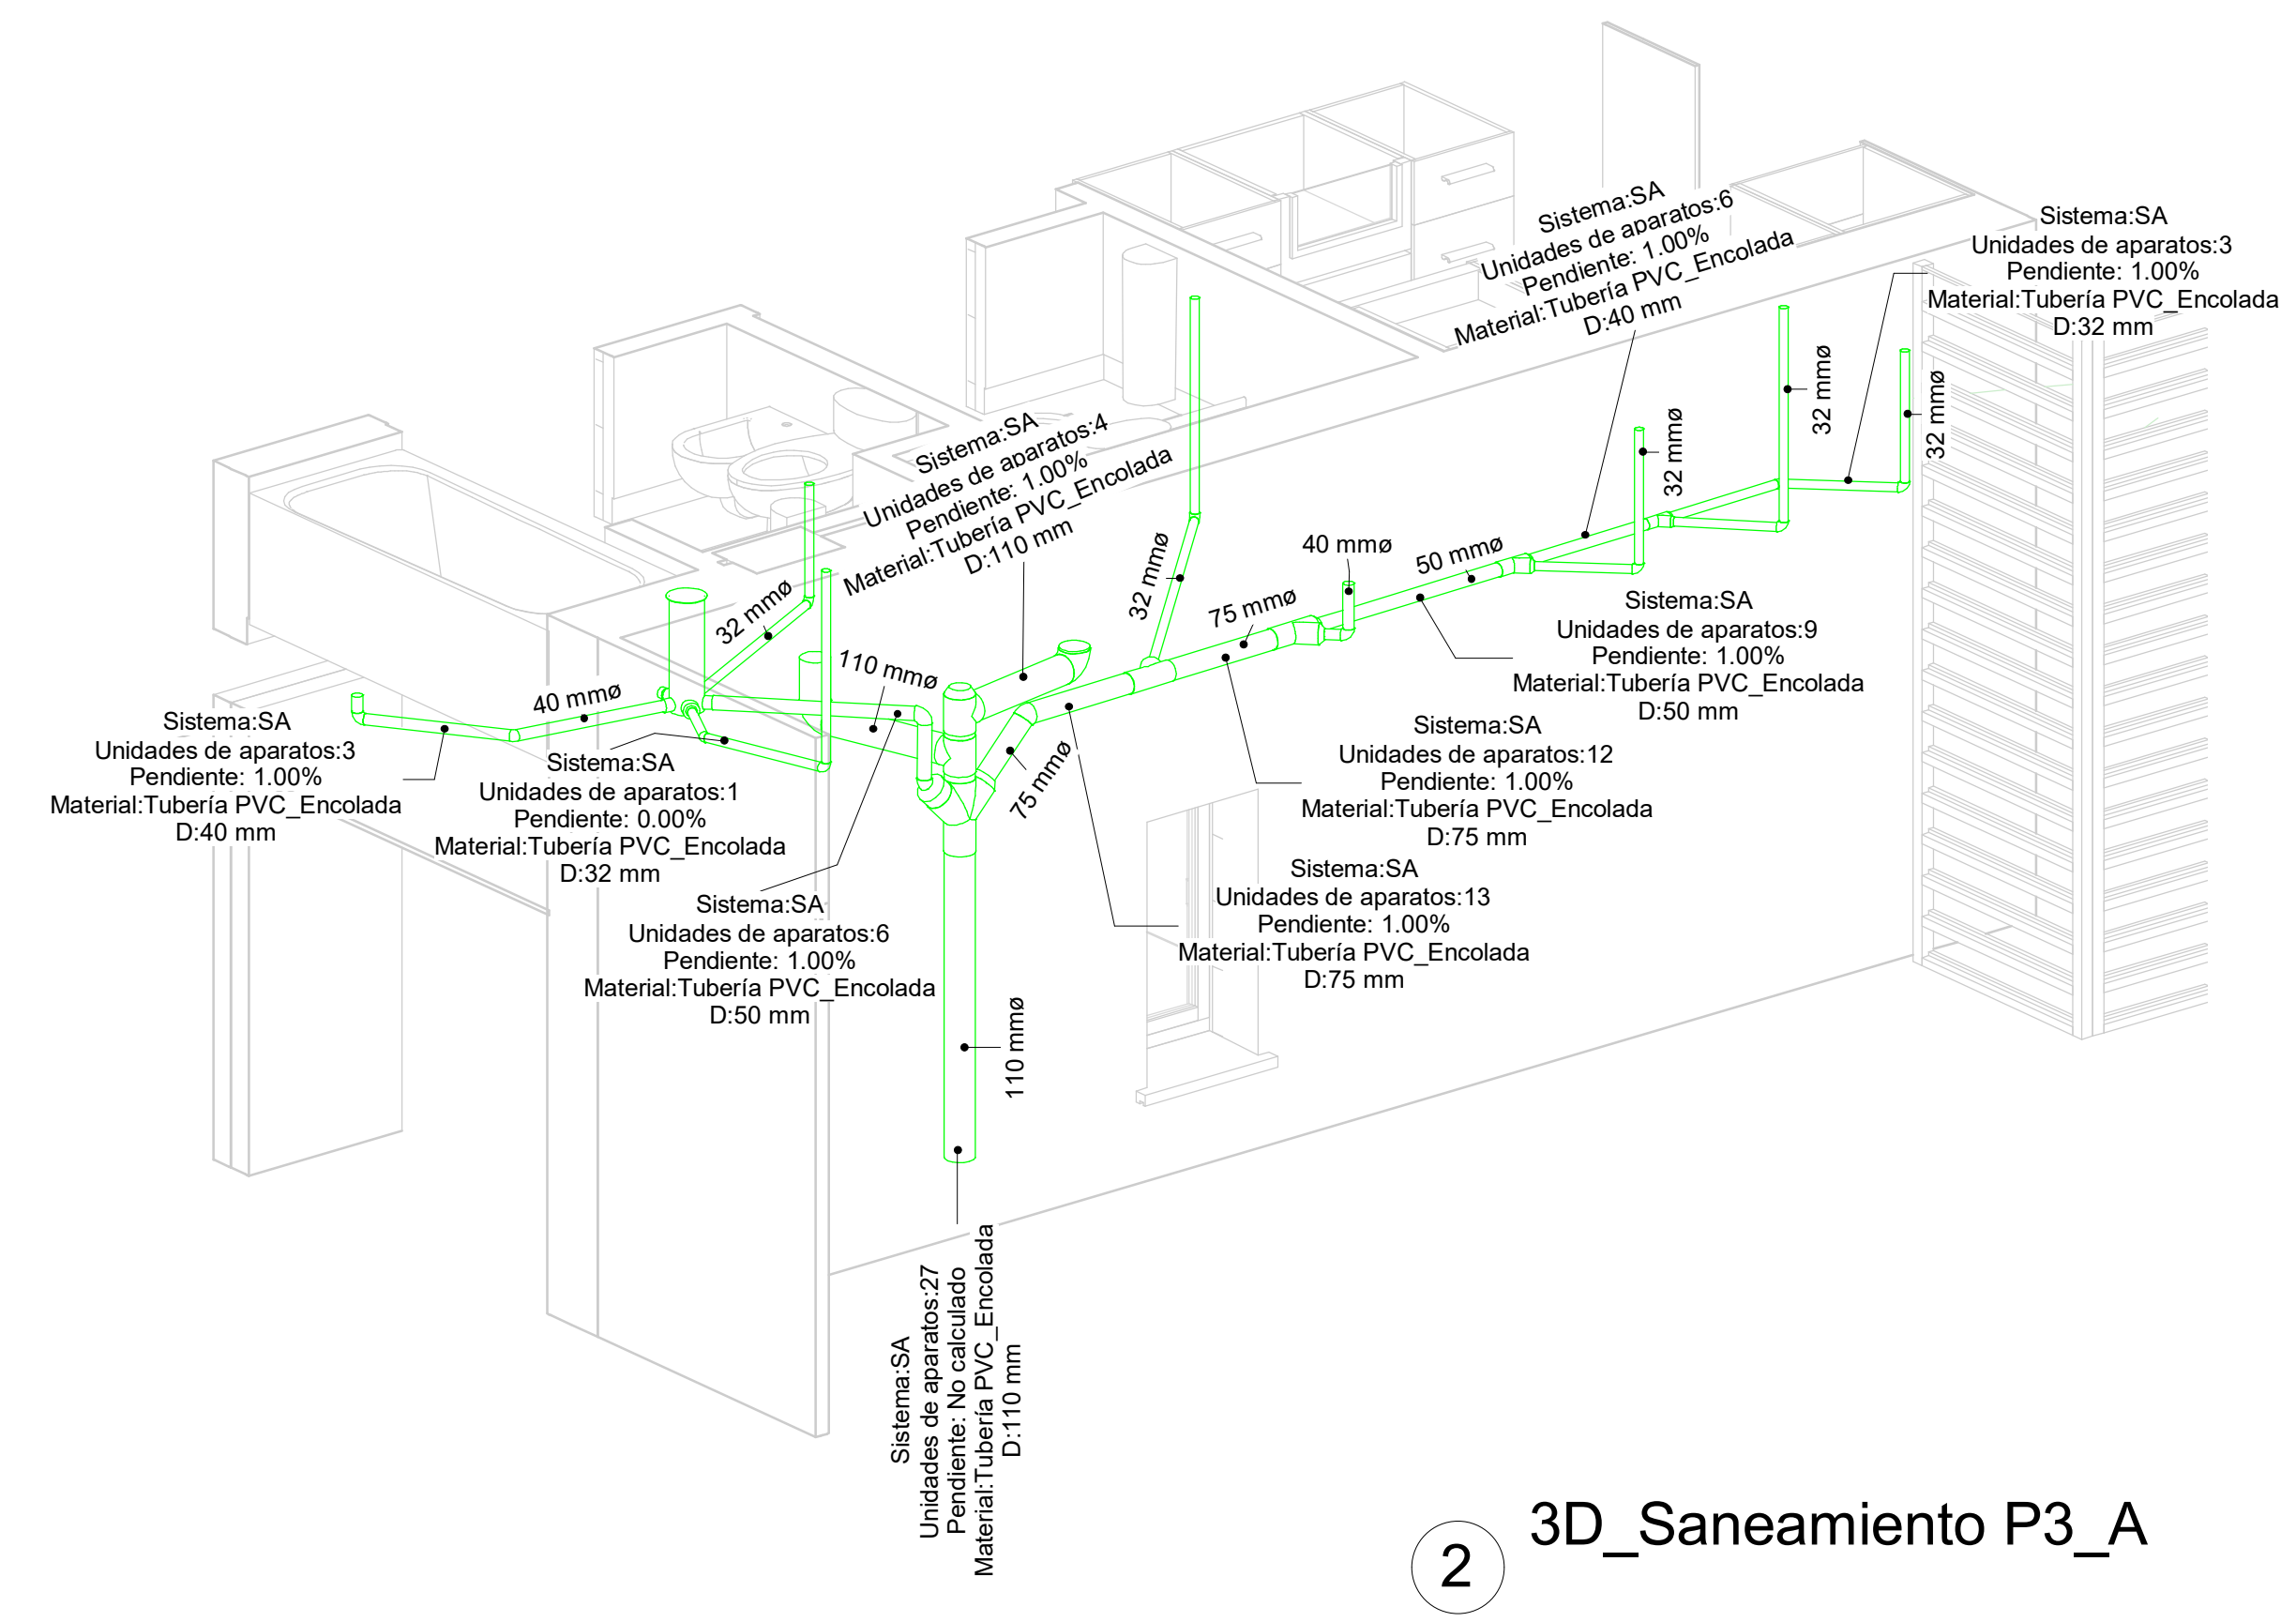 Sistema:SA
Unidades de aparatos:6
Pendiente: 1.00%
Material:Tubería PVC_Encolada
D:40 mm
Sistema:SA
Unidades de aparatos:3
Pendiente: 1.00%
Material:Tubería PVC_Encolada
D:32 mm
32 mmø
32 mmø
32 mmø
Sistema:SA
Unidades de aparatos:4
Pendiente: 1.00%
Material:Tubería PVC_Encolada
D:110 mm
32 mmø
40 mmø
50 mmø
75 mmø
32 mmø
110 mmø
40 mmø
75 mmø
Sistema:SA
Unidades de aparatos:9
Pendiente: 1.00%
Material:Tubería PVC_Encolada
D:50 mm
Sistema:SA
Unidades de aparatos:3
Pendiente: 1.00%
Material:Tubería PVC_Encolada
D:40 mm
Sistema:SA
Unidades de aparatos:1
Pendiente: 0.00%
Material:Tubería PVC_Encolada
D:32 mm
Sistema:SA
Unidades de aparatos:12
Pendiente: 1.00%
Material:Tubería PVC_Encolada
D:75 mm
Sistema:SA
Unidades de aparatos:6
Pendiente: 1.00%
Material:Tubería PVC_Encolada
D:50 mm
Sistema:SA
Unidades de aparatos:13
Pendiente: 1.00%
Material:Tubería PVC_Encolada
D:75 mm
110 mmø
Sistema:SA
Unidades de aparatos:27
Pendiente: No calculado
Material:Tubería PVC_Encolada
D:110 mm
2
3D_Saneamiento P3_A